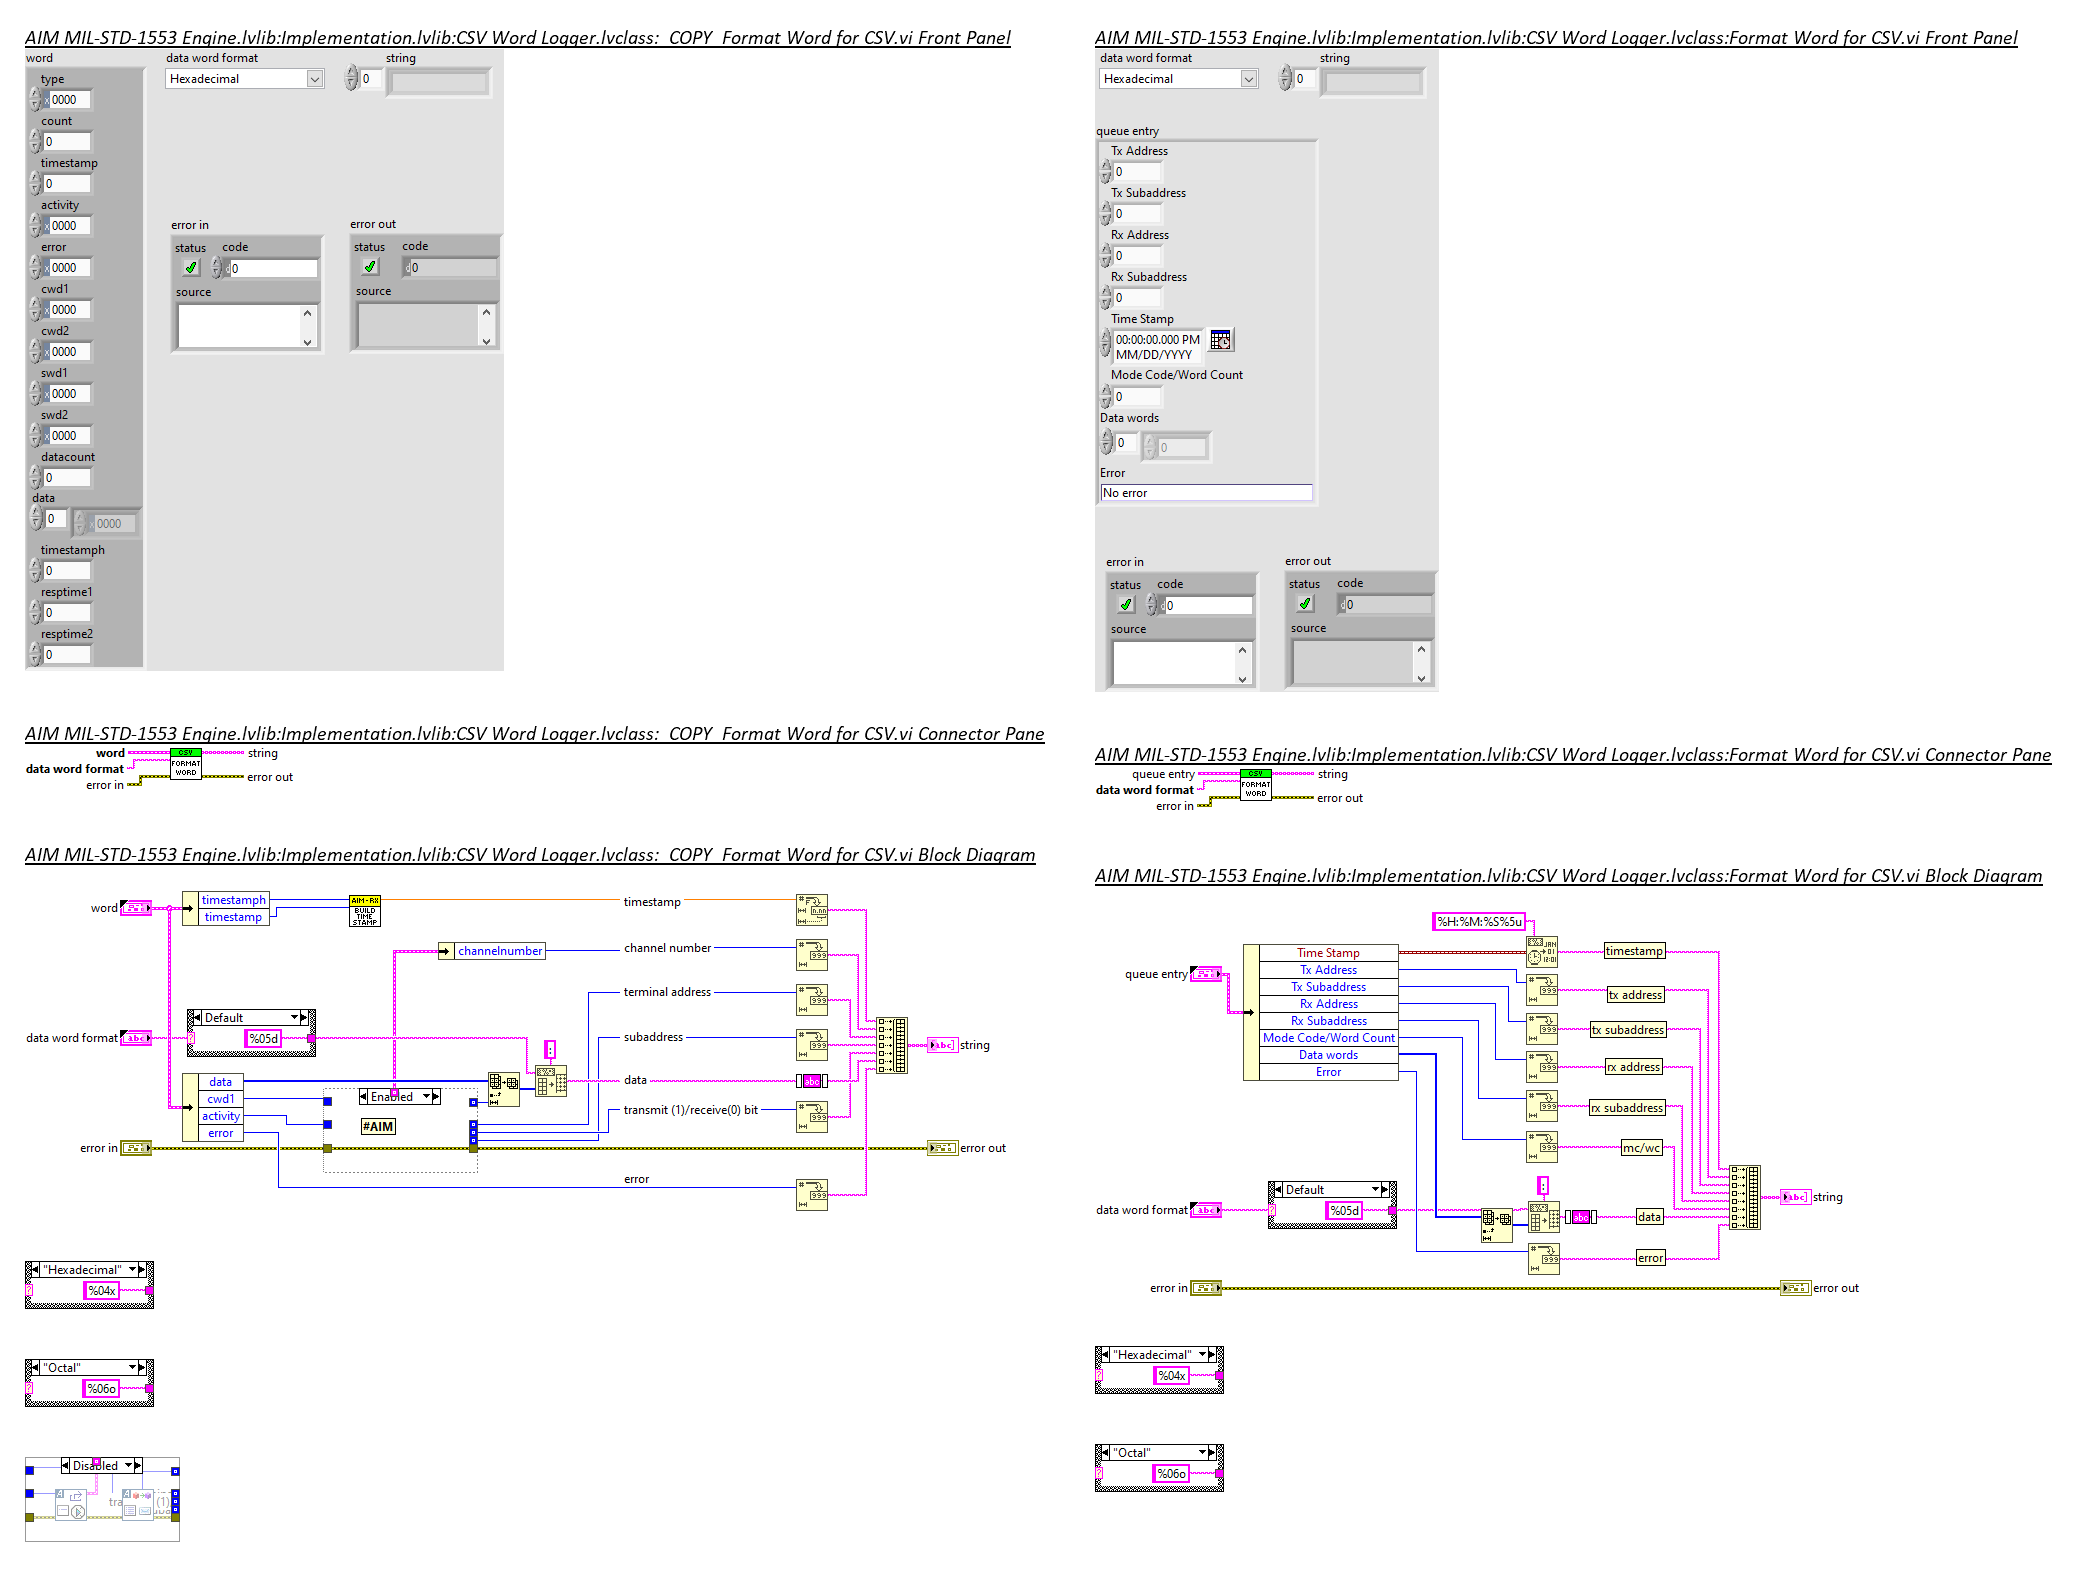 AIM MIL-STD-1553 Engine.lvlib:Implementation.lvlib:CSV Word Logger.lvclass:_COPY_Format Word for CSV.vi Front Panel
word
data word format
string
type
Hexadecimal
0
x 0000
count
0
timestamp
0
activity
x 0000
error
x 0000
cwd1
x 0000
cwd2
x 0000
swd1
x 0000
swd2
x 0000
datacount
0
data
0
x 0000
timestamph
0
resptime1
0
resptime2
0
error in
status
code
d 0
source
error out
status
code
d 0
source
AIM MIL-STD-1553 Engine.lvlib:Implementation.lvlib:CSV Word Logger.lvclass:_COPY_Format Word for CSV.vi Connector Pane
word
data word format
error in
CSV
FORMAT
WORD
string
error out
AIM MIL-STD-1553 Engine.lvlib:Implementation.lvlib:CSV Word Logger.lvclass:_COPY_Format Word for CSV.vi Block Diagram
word
timestamph
timestamp
AIM-RX
BUILD
TIME
STAMP
timestamp
channelnumber
channel number
terminal address
Default
data word format
%05d
subaddress
:
string
data
cwd1
activity
error
Enabled
#AIM
data
transmit (1)/receive(0) bit
error in
error out
error
"Hexadecimal"
%04x
"Octal"
%06o
Disabled
AIM MIL-STD-1553 Engine.lvlib:Implementation.lvlib:CSV Word Logger.lvclass:Format Word for CSV.vi Front Panel
data word format
string
Hexadecimal
0
queue entry
Tx Address
0
Tx Subaddress
0
Rx Address
0
Rx Subaddress
0
Time Stamp
00:00:00.000 PM
MM/DD/YYYY
Mode Code/Word Count
0
Data words
0
0
Error
No error
error in
status
code
d 0
source
error out
status
code
d 0
source
AIM MIL-STD-1553 Engine.lvlib:Implementation.lvlib:CSV Word Logger.lvclass:Format Word for CSV.vi Connector Pane
queue entry
data word format
error in
CSV
FORMAT
WORD
string
error out
AIM MIL-STD-1553 Engine.lvlib:Implementation.lvlib:CSV Word Logger.lvclass:Format Word for CSV.vi Block Diagram
%H:%M:%S%5u
queue entry
Time Stamp
Tx Address
Tx Subaddress
Rx Address
Rx Subaddress
Mode Code/Word Count
Data words
Error
timestamp
tx address
tx subaddress
rx address
rx subaddress
mc/wc
Default
data word format
%05d
:
data
string
error
error in
error out
"Hexadecimal"
%04x
"Octal"
%06o